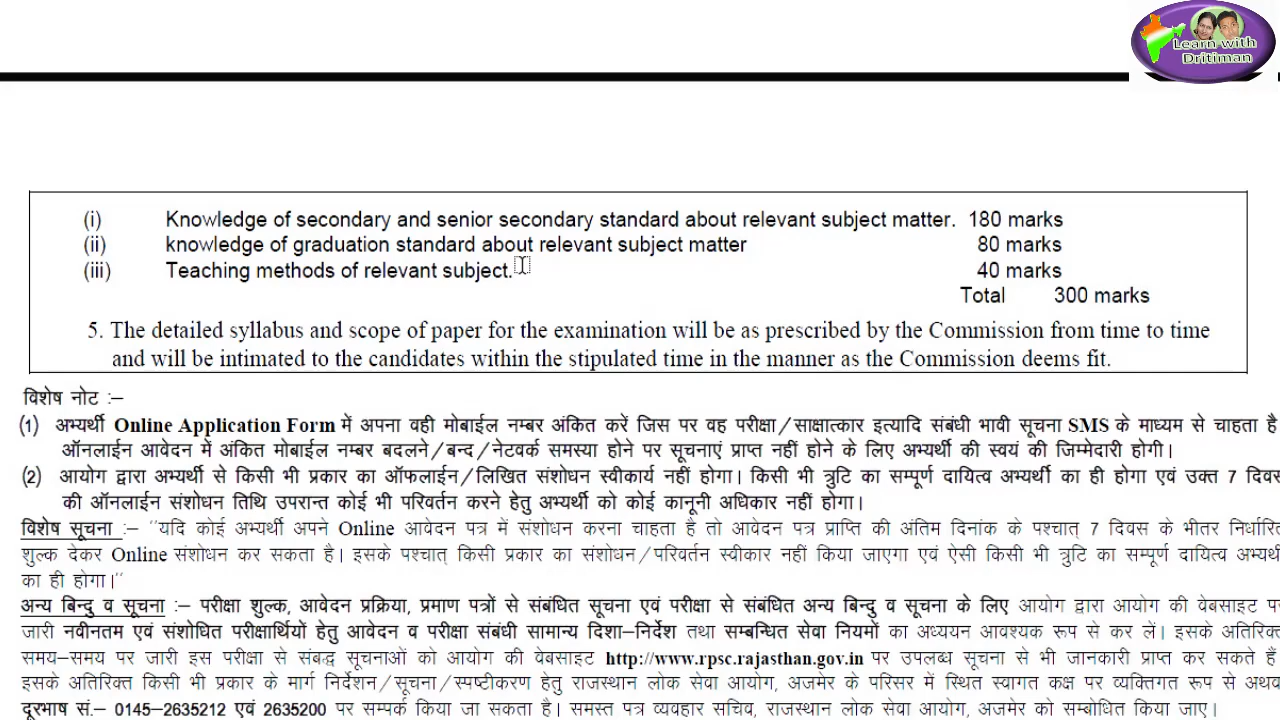 Learn with
Dritiman
(i) Knowledge of secondary and senior secondary standard about relevant subject matter. 180 marks
(ii) knowledge of graduation standard about relevant subject matter 80 marks
(iii) Teaching methods of relevant subject. 40 marks
Total 300 marks
5. The detailed syllabus and scope of paper for the examination will be as prescribed by the Commission from time to time
and will be intimated to the candidates within the stipulated time in the manner as the Commission deems fit.
विशेष नोट :–
(1) अभ्यर्थी Online Application Form में अपना वही मोबाईल नम्बर अंकित करें जिस पर वह परीक्षा/साक्षात्कार इत्यादि संबंधी भावी सूचना SMS के माध्यम से चाहता है
ऑनलाईन आवेदन में अंकित मोबाईल नम्बर बदलने/बन्द/नेटवर्क समस्या होने पर सूचनाएं प्राप्त नहीं होने के लिए अभ्यर्थी की स्वयं की जिम्मेदारी होगी।
(2) आयोग द्वारा अभ्यर्थी से किसी भी प्रकार का ऑफलाईन/लिखित संशोधन स्वीकार्य नहीं होगा। किसी भी त्रुटि का सम्पूर्ण दायित्व अभ्यर्थी का ही होगा एवं उक्त 7 दिवस
की ऑनलाईन संशोधन तिथि उपरान्त कोई भी परिवर्तन करने हेतु अभ्यर्थी को कोई कानूनी अधिकार नहीं होगा।
विशेष सूचना :– ''यदि कोई अभ्यर्थी अपने Online आवेदन पत्र में संशोधन करना चाहता है तो आवेदन पत्र प्राप्ति की अंतिम दिनांक के पश्चात् 7 दिवस के भीतर निर्धारित
शुल्क देकर Online संशोधन कर सकता है। इसके पश्चात् किसी प्रकार का संशोधन/परिवर्तन स्वीकार नहीं किया जाएगा एवं ऐसी किसी भी त्रुटि का सम्पूर्ण दायित्व अभ्यर्थी
का ही होगा।''
अन्य बिन्दु व सूचना :– परीक्षा शुल्क, आवेदन प्रक्रिया, प्रमाण पत्रों से संबंधित सूचना एवं परीक्षा से संबंधित अन्य बिन्दु व सूचना के लिए आयोग द्वारा आयोग की वेबसाइट पर
जारी नवीनतम एवं संशोधित परीक्षार्थियों हेतु आवेदन व परीक्षा संबंधी सामान्य दिशा–निर्देश तथा सम्बन्धित सेवा नियमों का अध्ययन आवश्यक रूप से कर लें। इसके अतिरिक्त
समय–समय पर जारी इस परीक्षा से संबद्ध सूचनाओं को आयोग की वेबसाइट http://www.rpsc.rajasthan.gov.in पर उपलब्ध सूचना से भी जानकारी प्राप्त कर सकते हैं
इसके अतिरिक्त किसी भी प्रकार के मार्ग निर्देशन/सूचना/स्पष्टीकरण हेतु राजस्थान लोक सेवा आयोग, अजमेर के परिसर में स्थित स्वागत कक्ष पर व्यक्तिगत रूप से अथवा
दूरभाष सं.– 0145-2635212 एवं 2635200 पर सम्पर्क किया जा सकता है। समस्त पत्र व्यवहार सचिव, राजस्थान लोक सेवा आयोग, अजमेर को सम्बोधित किया जाए।